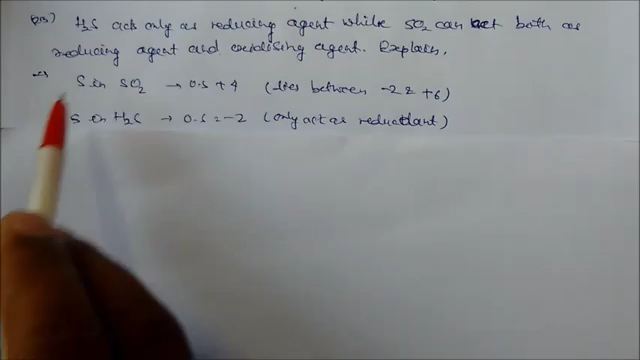 H₂S acts only as reducing agent while SO₂ can act both as
reducing agent and oxidising agent. Explain.
S in SO₂ → O.S + 4 (lies between -2 & +6)
S in H₂S → O.S = -2 (only act as reductant)